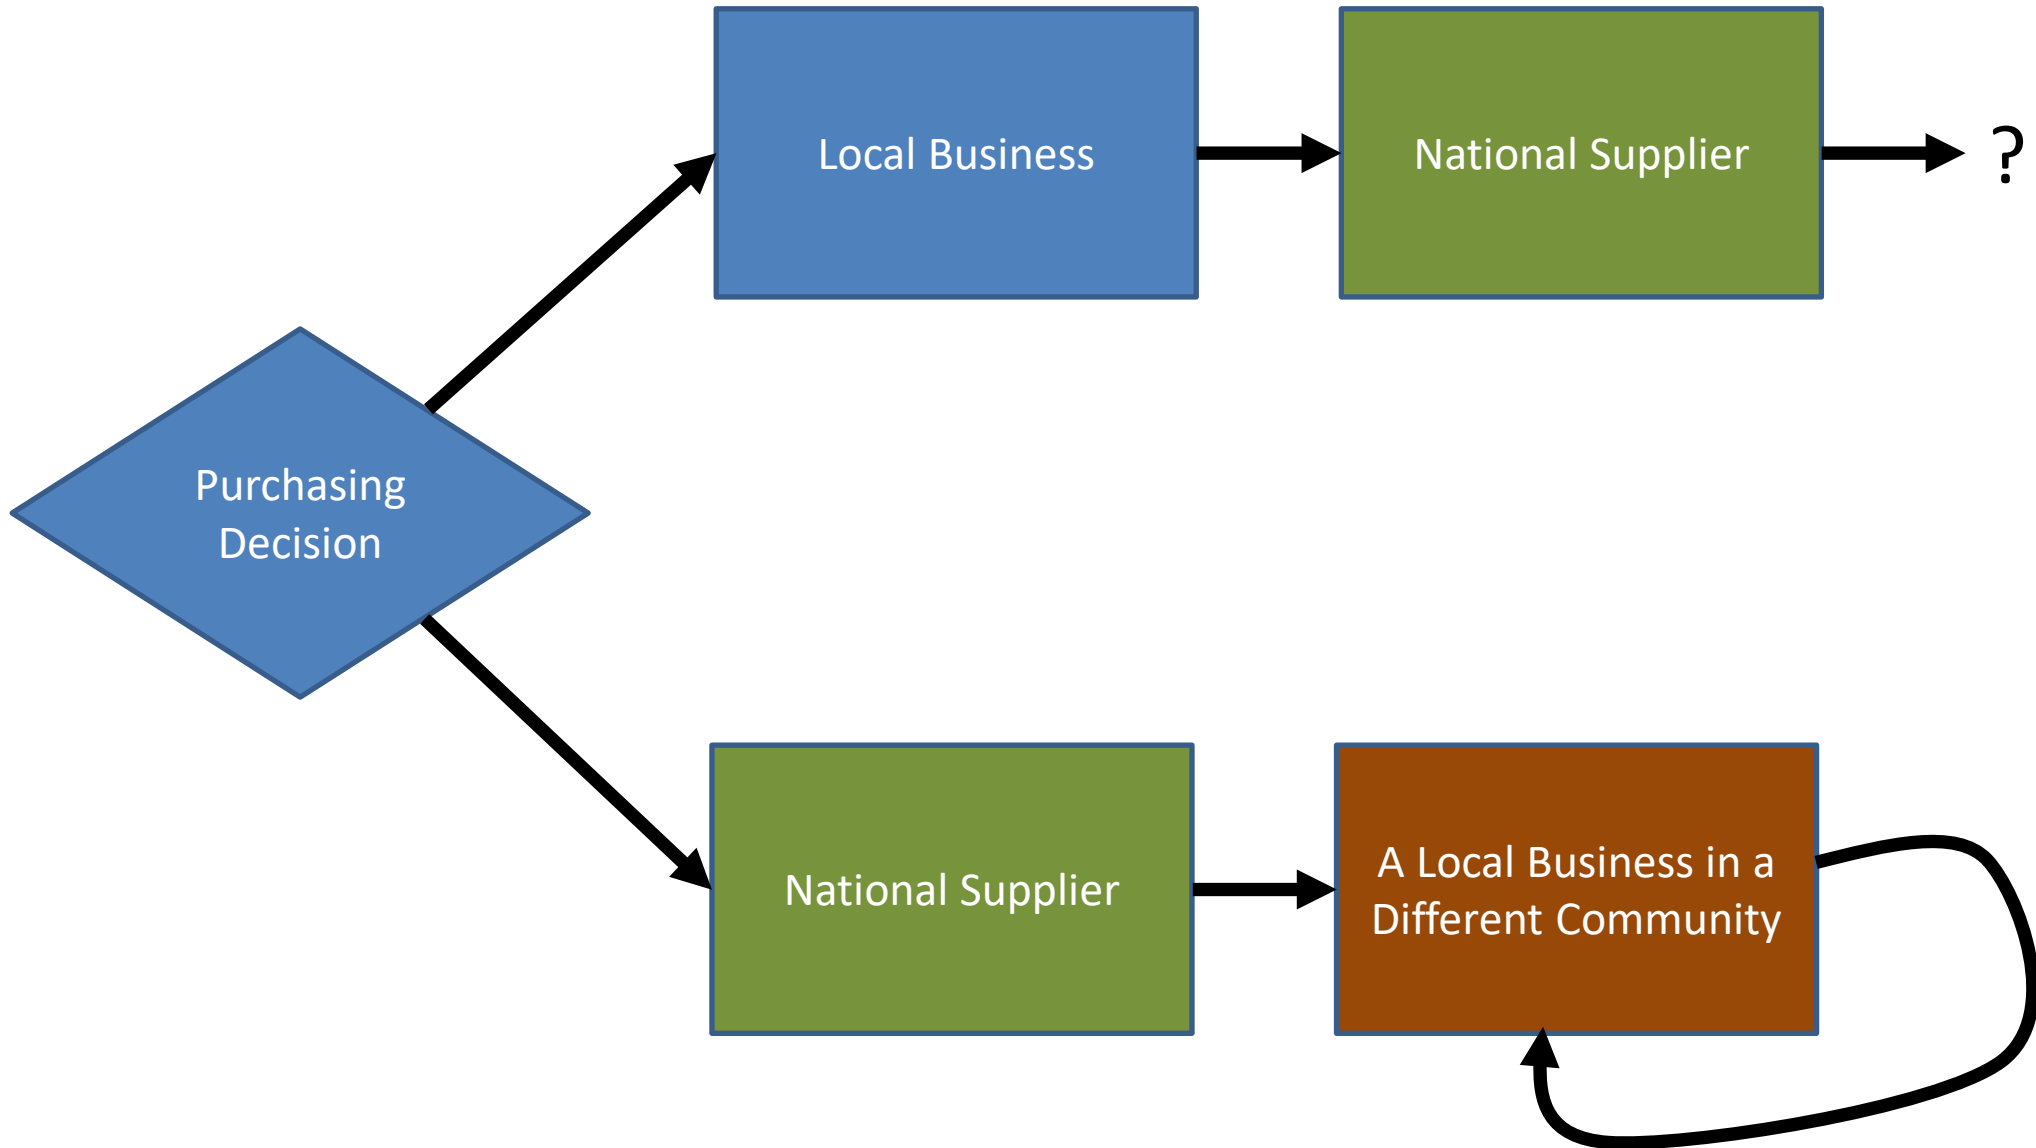 Local Business
National Supplier
?
Purchasing
Decision
National Supplier
A Local Business in a
Different Community